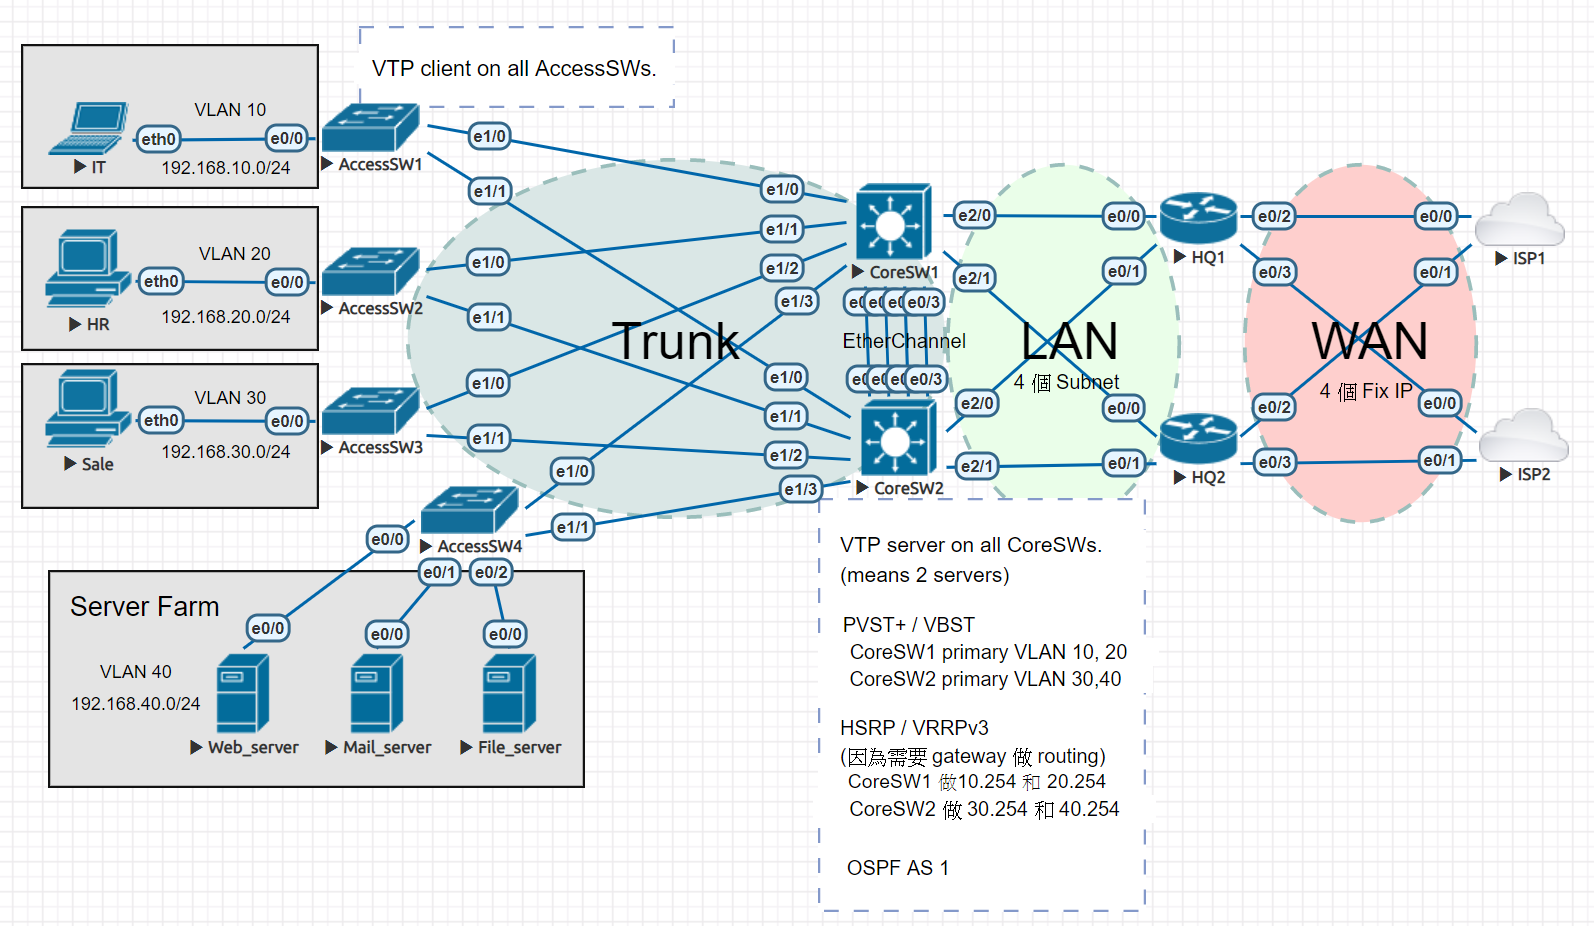 VTP client on all AccessSWs.
VLAN 10
eth0
e0/0
192.168.10.0/24
IT
AccessSW1
e1/0
e1/1
VLAN 20
eth0
e0/0
192.168.20.0/24
HR
AccessSW2
e1/0
e1/1
VLAN 30
eth0
e0/0
192.168.30.0/24
Sale
AccessSW3
e1/0
e1/1
Trunk
e1/0
e1/1
e1/2
e1/3
CoreSW1
e0/3
EtherChannel
e0/3
e1/0
e1/1
e1/2
e1/3
CoreSW2
e2/0
e2/1
e2/0
e2/1
LAN
4 個 Subnet
e0/0
e0/1
e0/0
e0/1
HQ1
HQ2
e0/2
e0/3
e0/2
e0/3
WAN
4 個 Fix IP
e0/0
e0/1
e0/0
e0/1
ISP1
ISP2
e1/0
e1/1
AccessSW4
e0/0
e0/1
e0/2
Server Farm
e0/0
e0/0
e0/0
VLAN 40
192.168.40.0/24
Web_server
Mail_server
File_server
VTP server on all CoreSWs.
(means 2 servers)
PVST+ / VBST
CoreSW1 primary VLAN 10, 20
CoreSW2 primary VLAN 30,40
HSRP / VRRPv3
(因為需要 gateway 做 routing)
CoreSW1 做10.254 和 20.254
CoreSW2 做 30.254 和 40.254
OSPF AS 1